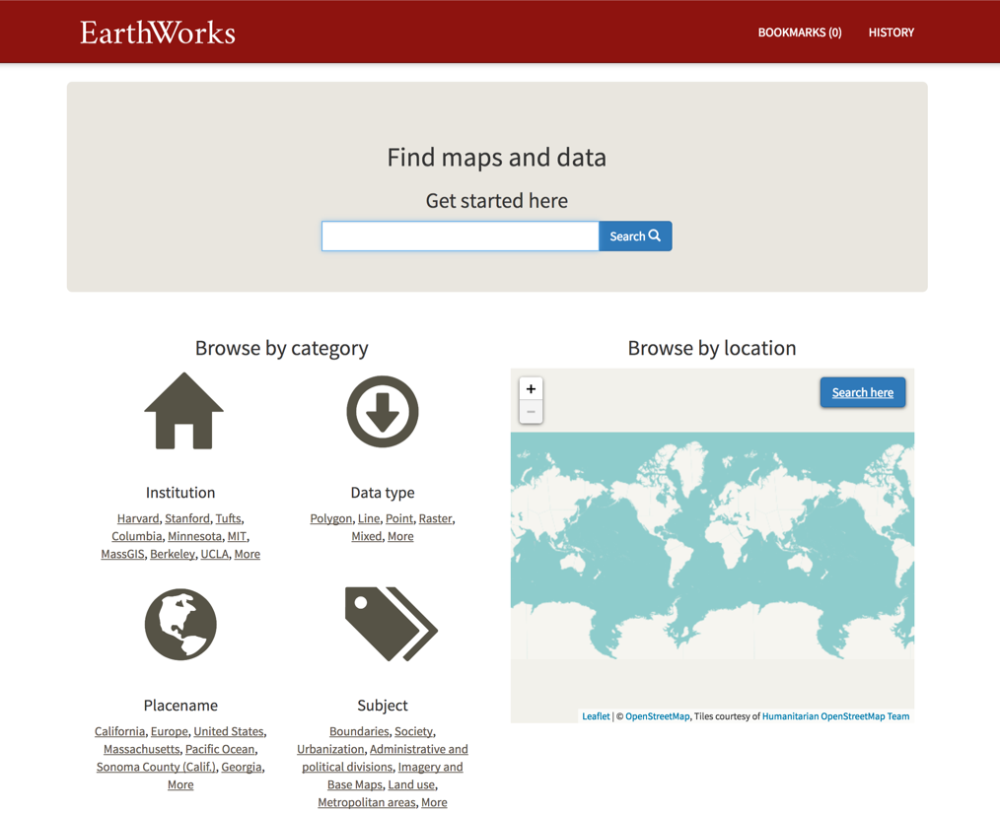 EarthWorks
BOOKMARKS (0) HISTORY
Find maps and data
Get started here
Search
Browse by category
Institution
Harvard, Stanford, Tufts,
Columbia, Minnesota, MIT,
MassGIS, Berkeley, UCLA, More
Data type
Polygon, Line, Point, Raster,
Mixed, More
Placename
California, Europe, United States,
Massachusetts, Pacific Ocean,
Sonoma County (Calif.), Georgia,
More
Subject
Boundaries, Society,
Urbanization, Administrative and
political divisions, Imagery and
Base Maps, Land use,
Metropolitan areas, More
Browse by location
+
−
Search here
Leaflet | © OpenStreetMap, Tiles courtesy of Humanitarian OpenStreetMap Team